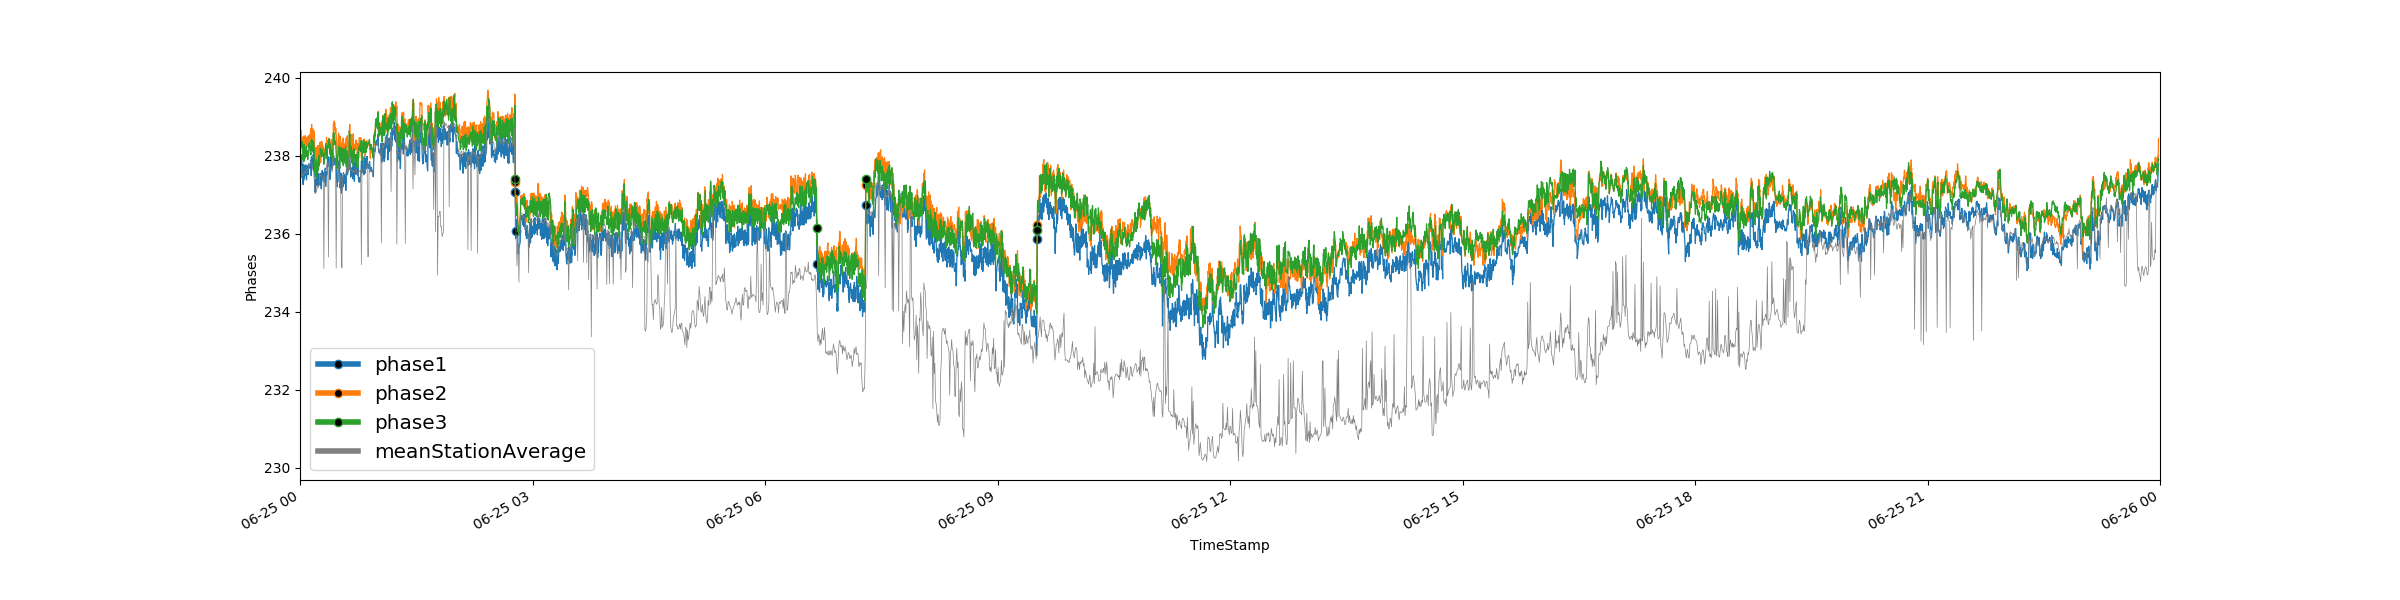 240
238
236
234
232
230
Phases
phase1
phase2
phase3
meanStationAverage
06-25 00
06-25 03
06-25 06
06-25 09
06-25 12
06-25 15
06-25 18
06-25 21
06-26 00
TimeStamp